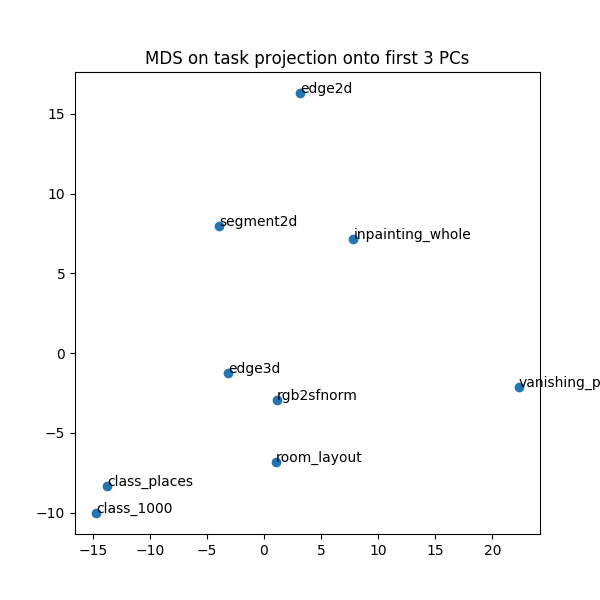 MDS on task projection onto first 3 PCs
edge2d
15
10
segment2d
inpainting_whole
5
0
edge3d
vanishing_p
rgb2sfnorm
−5
room_layout
class_places
−10
class_1000
−15 −10 −5 0 5 10 15 20